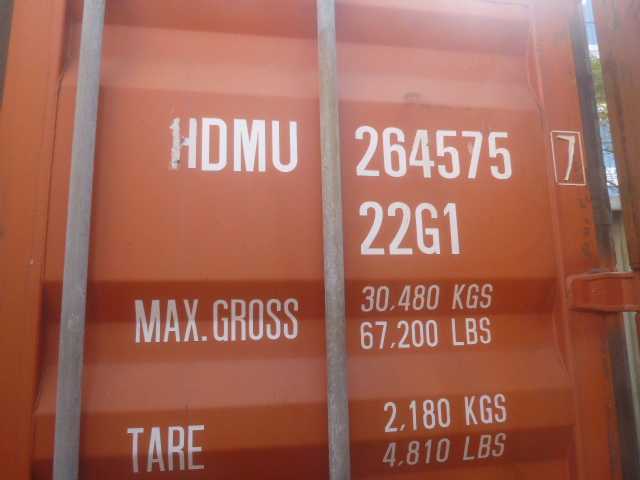 HDMU 264575 7
22G1
MAX.GROSS 30,480 KGS
67,200 LBS
TARE 2,180 KGS
4,810 LBS